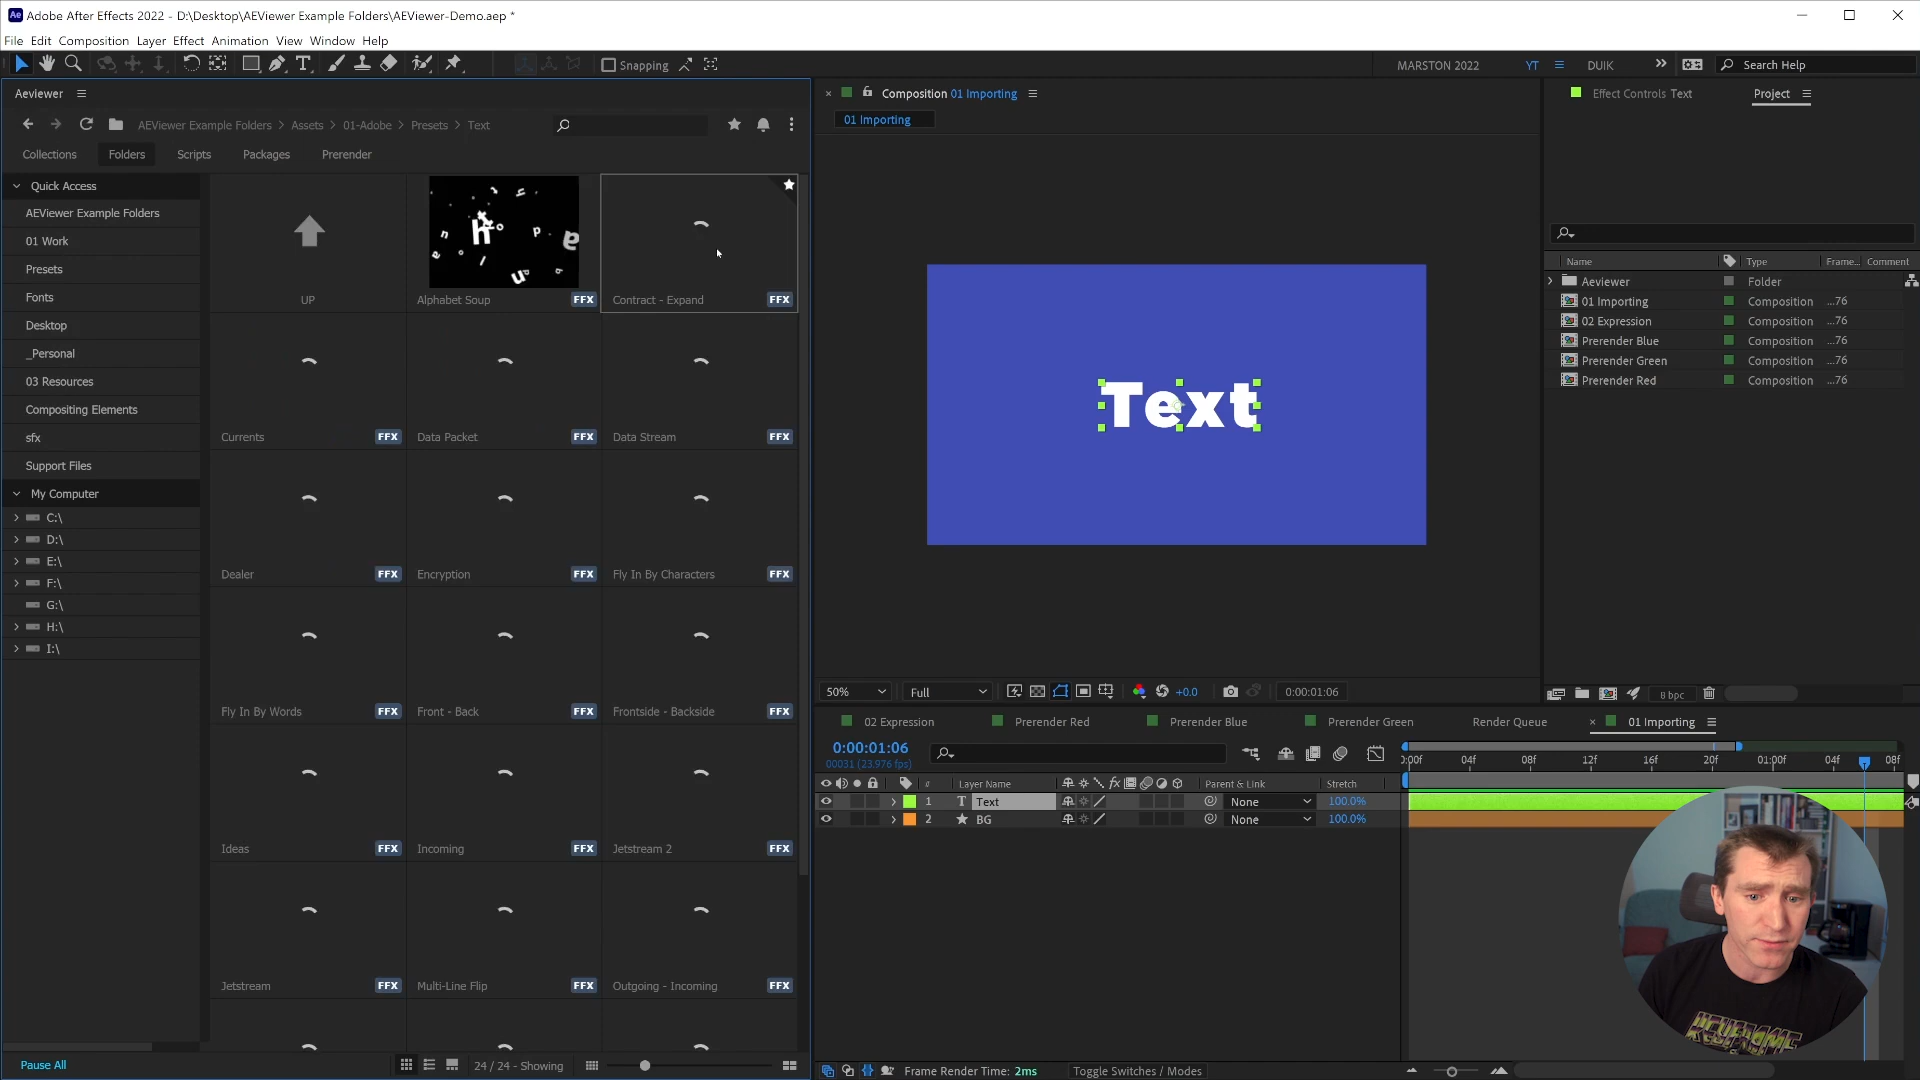 Adobe After Effects 2022 - D:\Desktop\AEViewer Example Folders\AEViewer-Demo.aep *
File Edit Composition Layer Effect Animation View Window Help
Snapping
MARSTON 2022
YT
DUIK
Search Help
Aeviewer
AEViewer Example Folders > Assets > 01-Adobe > Presets > Text
Collections Folders Scripts Packages Prerender
Quick Access
AEViewer Example Folders
01 Work
Presets
Fonts
Desktop
_Personal
03 Resources
Compositing Elements
sfx
Support Files
My Computer
C:\
D:\
E:\
F:\
G:\
H:\
I:\
Pause All
UP
Alphabet Soup FFX
Contract - Expand FFX
Currents FFX
Data Packet FFX
Data Stream FFX
Dealer FFX
Encryption FFX
Fly In By Characters FFX
Fly In By Words FFX
Front - Back FFX
Frontside - Backside FFX
Ideas FFX
Incoming FFX
Jetstream 2 FFX
Jetstream FFX
Multi-Line Flip FFX
Outgoing - Incoming FFX
24 / 24 - Showing
Composition 01 Importing
01 Importing
Text
50% Full +0.0 0:00:01:06
Effect Controls Text
Project
Name Type Frame... Comment
Aeviewer Folder
01 Importing Composition ...76
02 Expression Composition ...76
Prerender Blue Composition ...76
Prerender Green Composition ...76
Prerender Red Composition ...76
8 bpc
02 Expression Prerender Red Prerender Blue Prerender Green Render Queue 01 Importing
0:00:01:06
00031 (23.976 fps)
0:00f 04f 08f 12f 16f 20f 01:00f 04f 08f
# Layer Name fx Parent & Link Stretch
1 T Text None 100.0%
2 BG None 100.0%
Frame Render Time: 2ms Toggle Switches / Modes